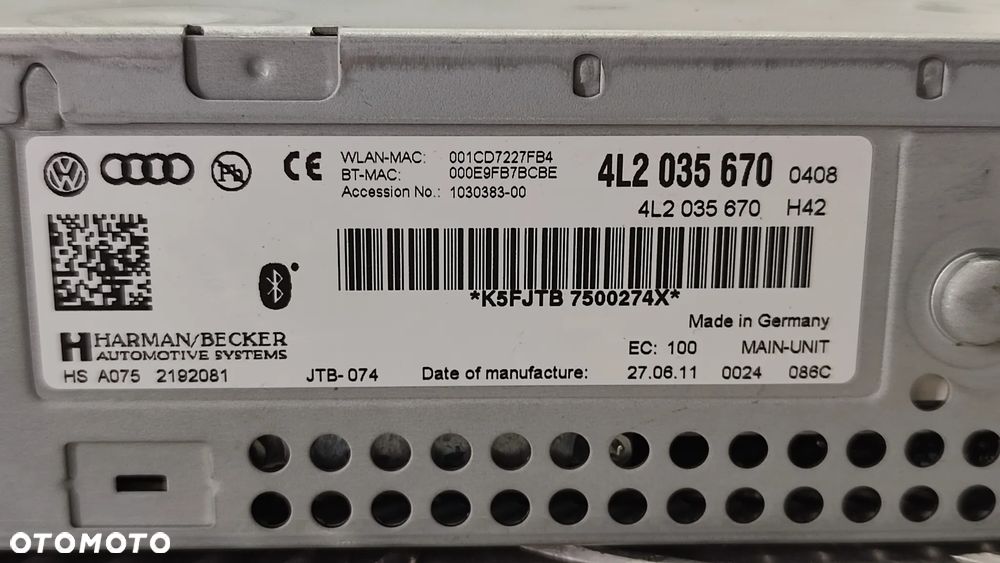 WLAN-MAC: 001CD7227FB4
BT-MAC: 000E9FB7BCBE
Accession No.: 1030383-00
4L2 035 670 0408
4L2 035 670 H42
*K5FJTB 7500274X*
Made in Germany
HARMAN/BECKER
AUTOMOTIVE SYSTEMS
EC: 100 MAIN-UNIT
HS A075 2192081 JTB-074 Date of manufacture: 27.06.11 0024 086C
OTOMOTO